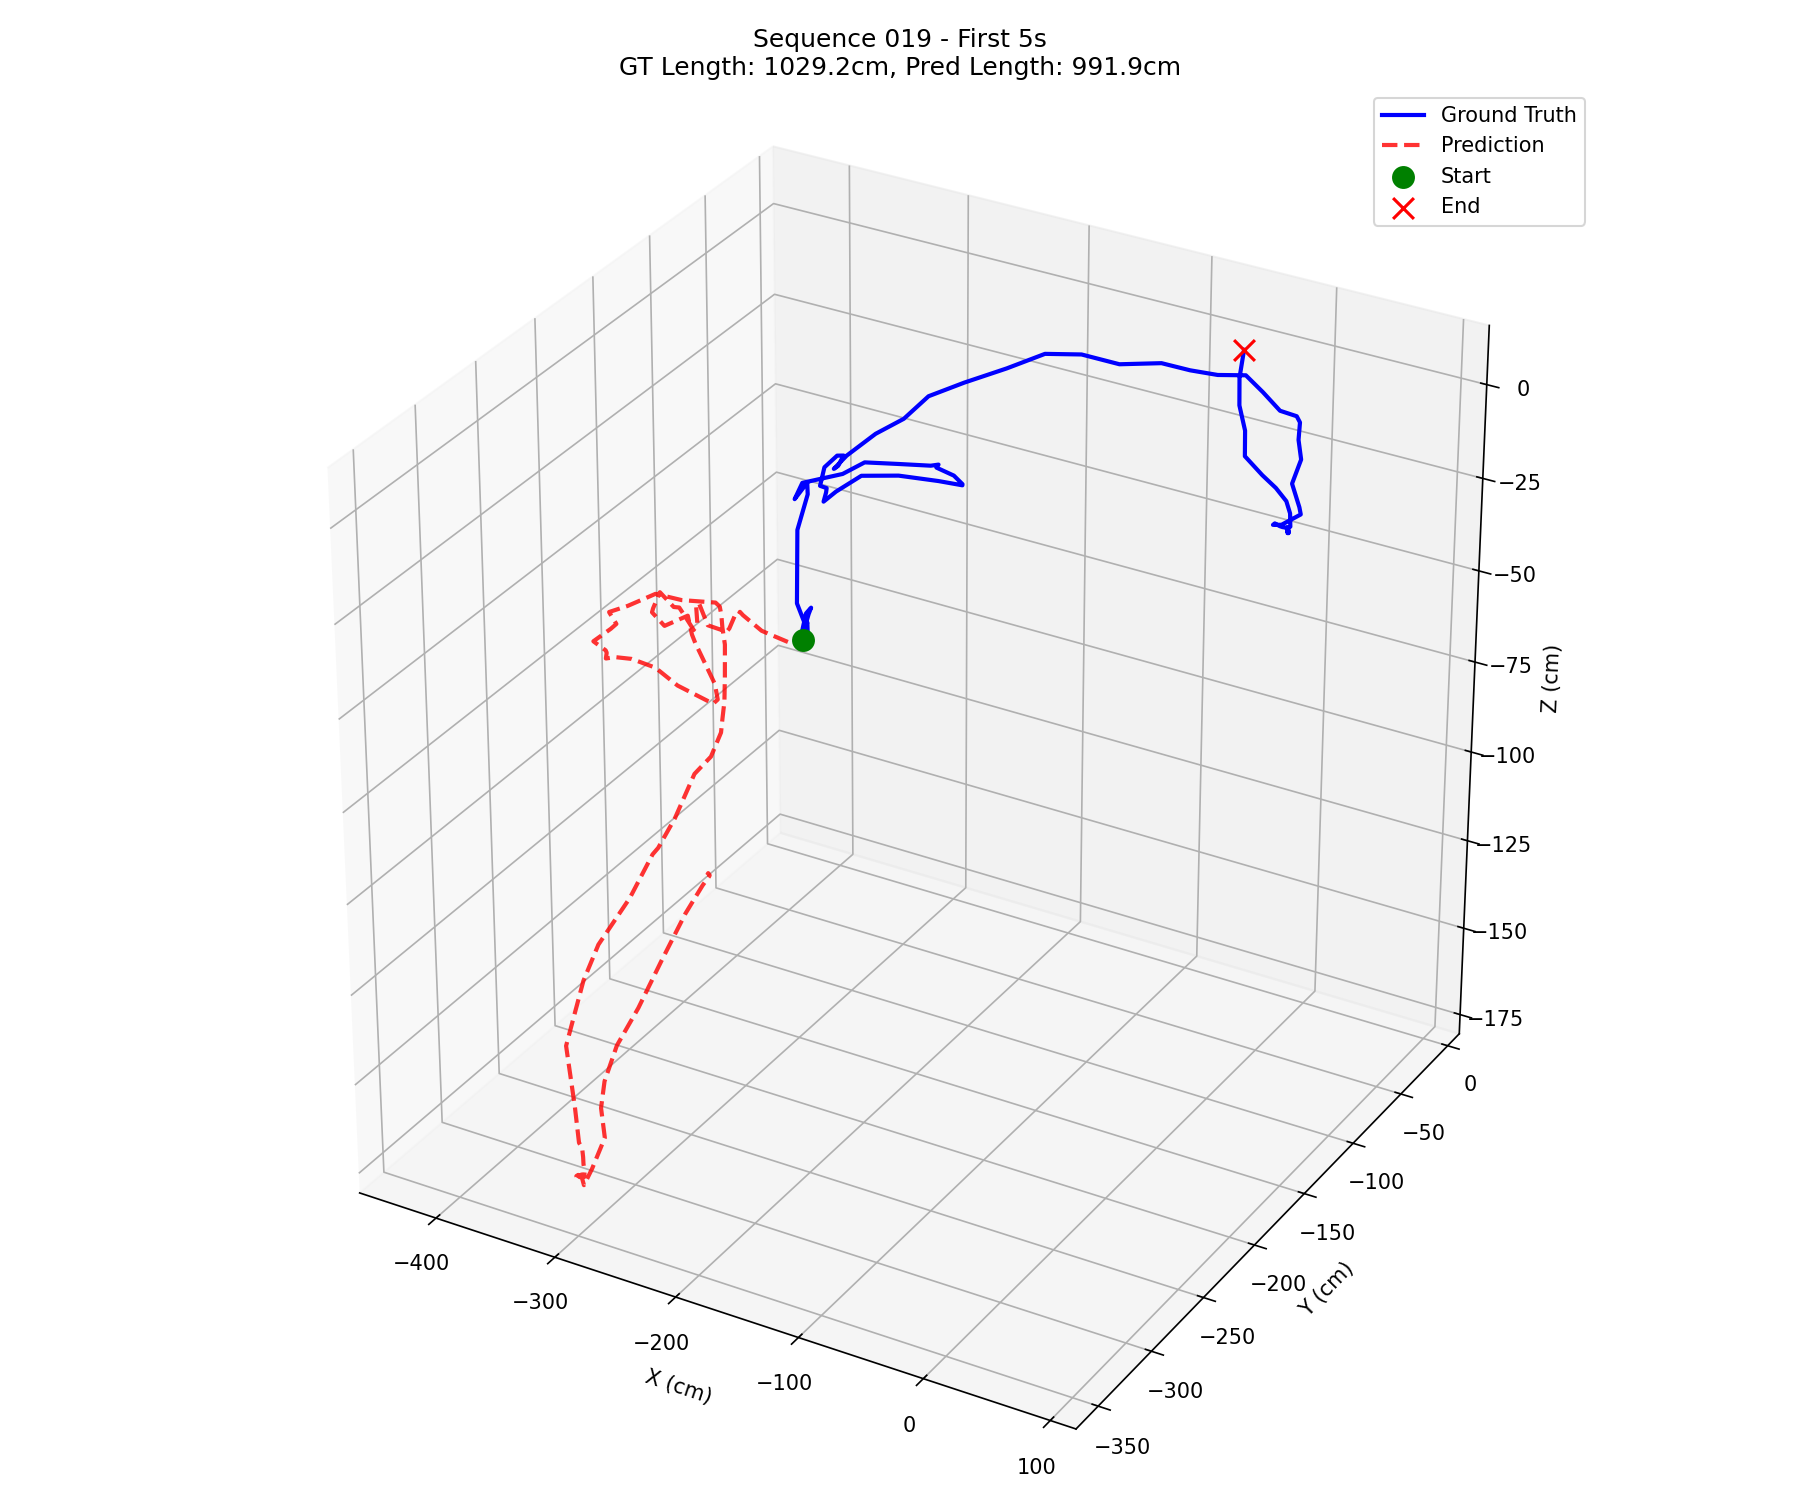 Sequence 019 - First 5s
GT Length: 1029.2cm, Pred Length: 991.9cm
Ground Truth
Prediction
Start
End
0
−25
−50
−75
−100
−125
−150
−175
Z (cm)
0
−50
−100
−150
−200
−250
−300
−350
Y (cm)
−400
−300
−200
−100
0
100
X (cm)